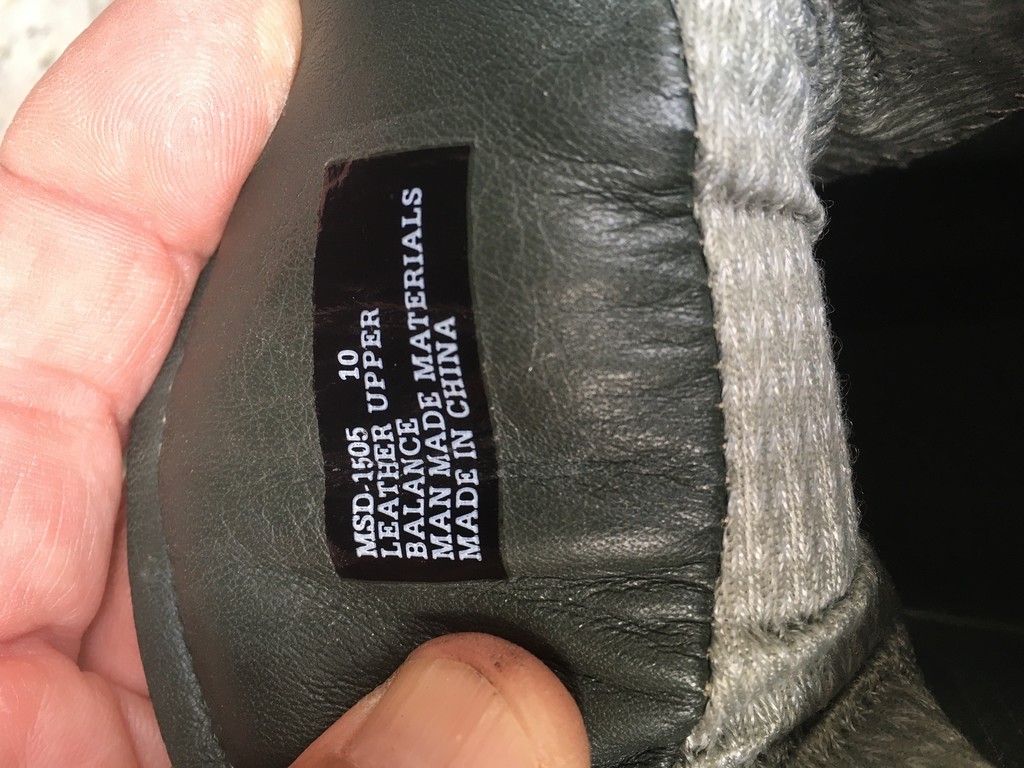 MSD-1505 10
LEATHER UPPER
BALANCE
MAN MADE MATERIALS
MADE IN CHINA